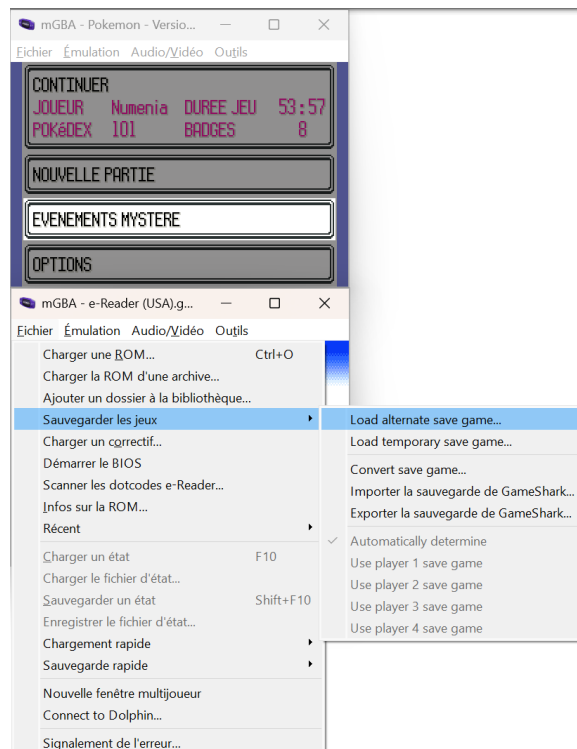 mGBA - Pokemon - Versio...
Fichier Émulation Audio/Vidéo Outils
CONTINUER
JOUEUR Numenia DUREE JEU 53:57
POKéDEX 101 BADGES 8
NOUVELLE PARTIE
EVENEMENTS MYSTERE
OPTIONS
mGBA - e-Reader (USA).g...
Fichier Émulation Audio/Vidéo Outils
Charger une ROM... Ctrl+O
Charger la ROM d'une archive...
Ajouter un dossier à la bibliothèque...
Sauvegarder les jeux
Charger un correctif...
Démarrer le BIOS
Scanner les dotcodes e-Reader...
Infos sur la ROM...
Récent
Charger un état F10
Charger le fichier d'état...
Sauvegarder un état Shift+F10
Enregistrer le fichier d'état...
Chargement rapide
Sauvegarde rapide
Nouvelle fenêtre multijoueur
Connect to Dolphin...
Signalement de l'erreur...
Load alternate save game...
Load temporary save game...
Convert save game...
Importer la sauvegarde de GameShark...
Exporter la sauvegarde de GameShark...
Automatically determine
Use player 1 save game
Use player 2 save game
Use player 3 save game
Use player 4 save game